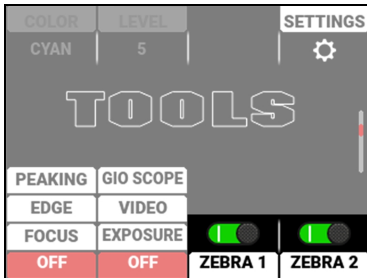 COLOR LEVEL SETTINGS
CYAN 5
TOOLS
PEAKING GIO SCOPE
EDGE VIDEO
FOCUS EXPOSURE
OFF OFF ZEBRA 1 ZEBRA 2